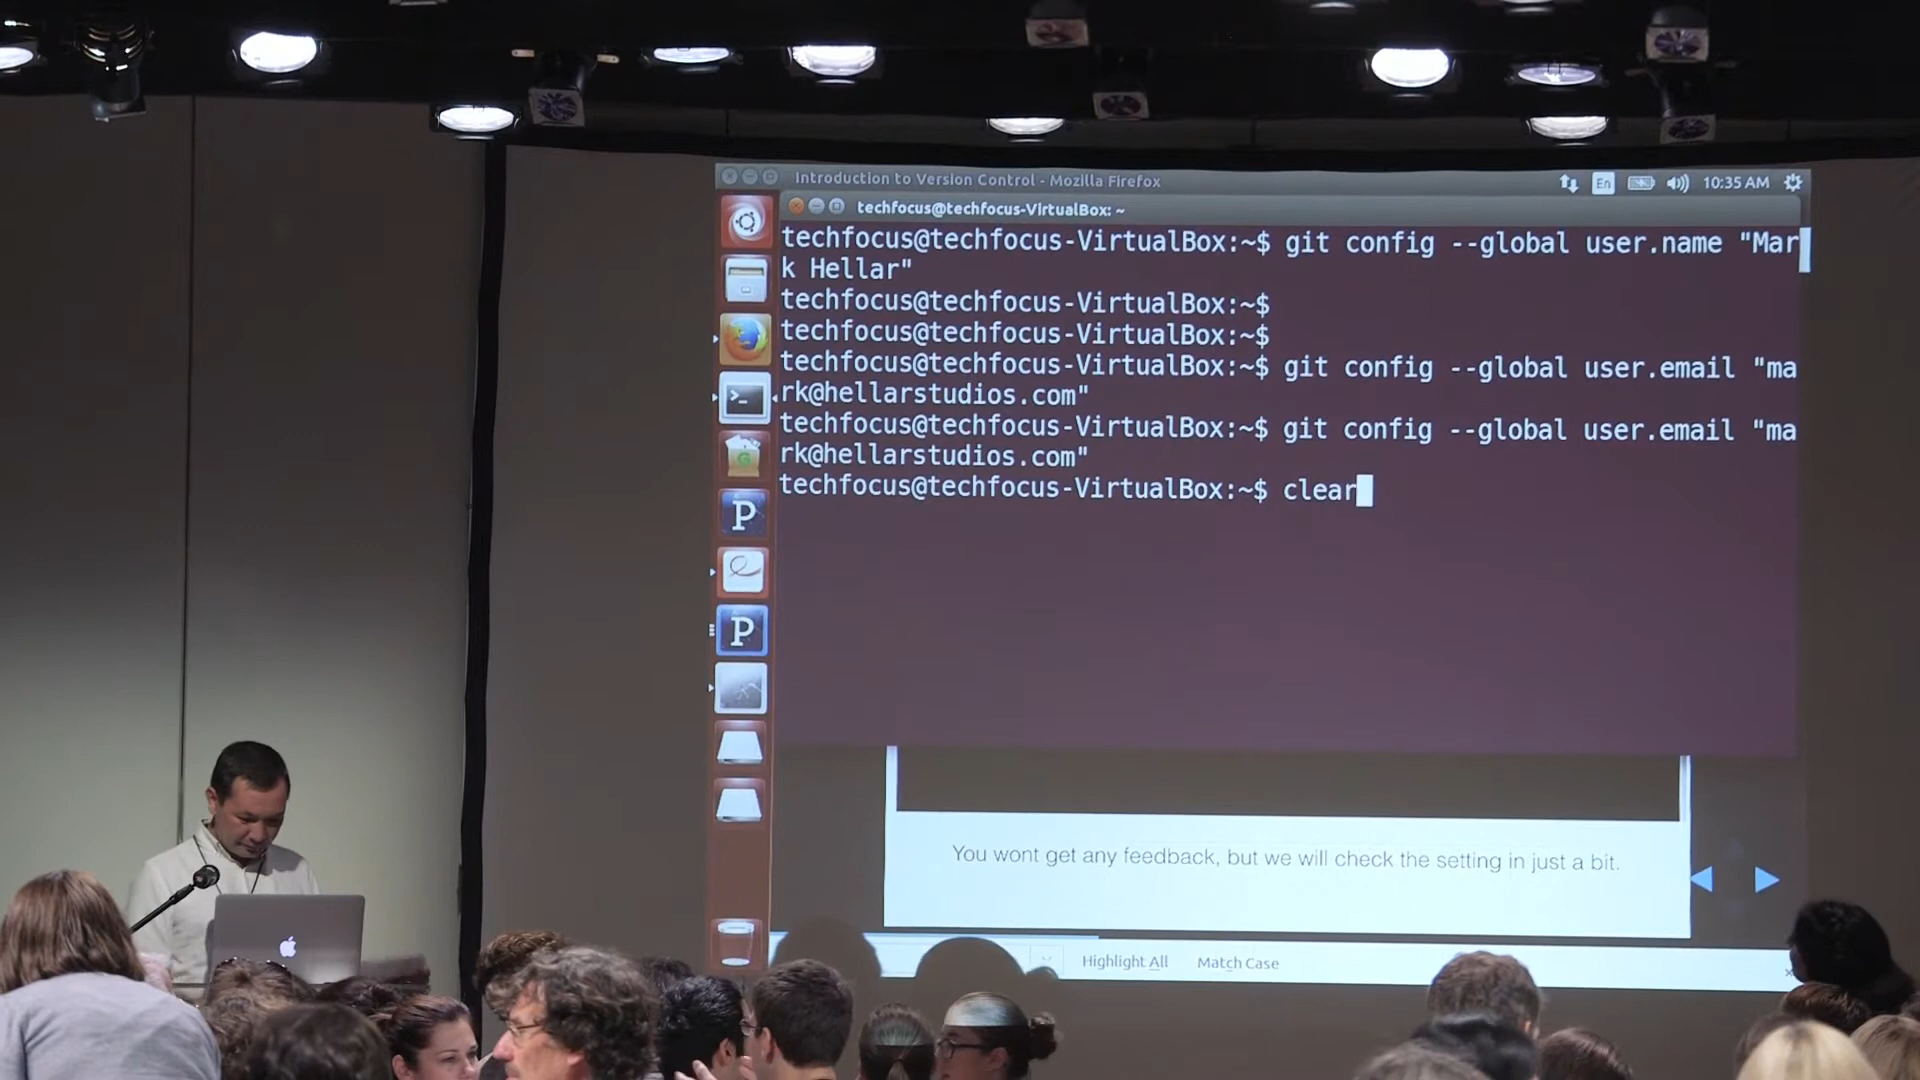 Introduction to Version Control - Mozilla Firefox
En
10:35 AM
techfocus@techfocus-VirtualBox: ~
techfocus@techfocus-VirtualBox:~$ git config --global user.name "Mar
k Hellar"
techfocus@techfocus-VirtualBox:~$
techfocus@techfocus-VirtualBox:~$
techfocus@techfocus-VirtualBox:~$ git config --global user.email "ma
rk@hellarstudios.com"
techfocus@techfocus-VirtualBox:~$ git config --global user.email "ma
rk@hellarstudios.com"
techfocus@techfocus-VirtualBox:~$ clear
>_
G
P
P
You wont get any feedback, but we will check the setting in just a bit.
Highlight All Match Case